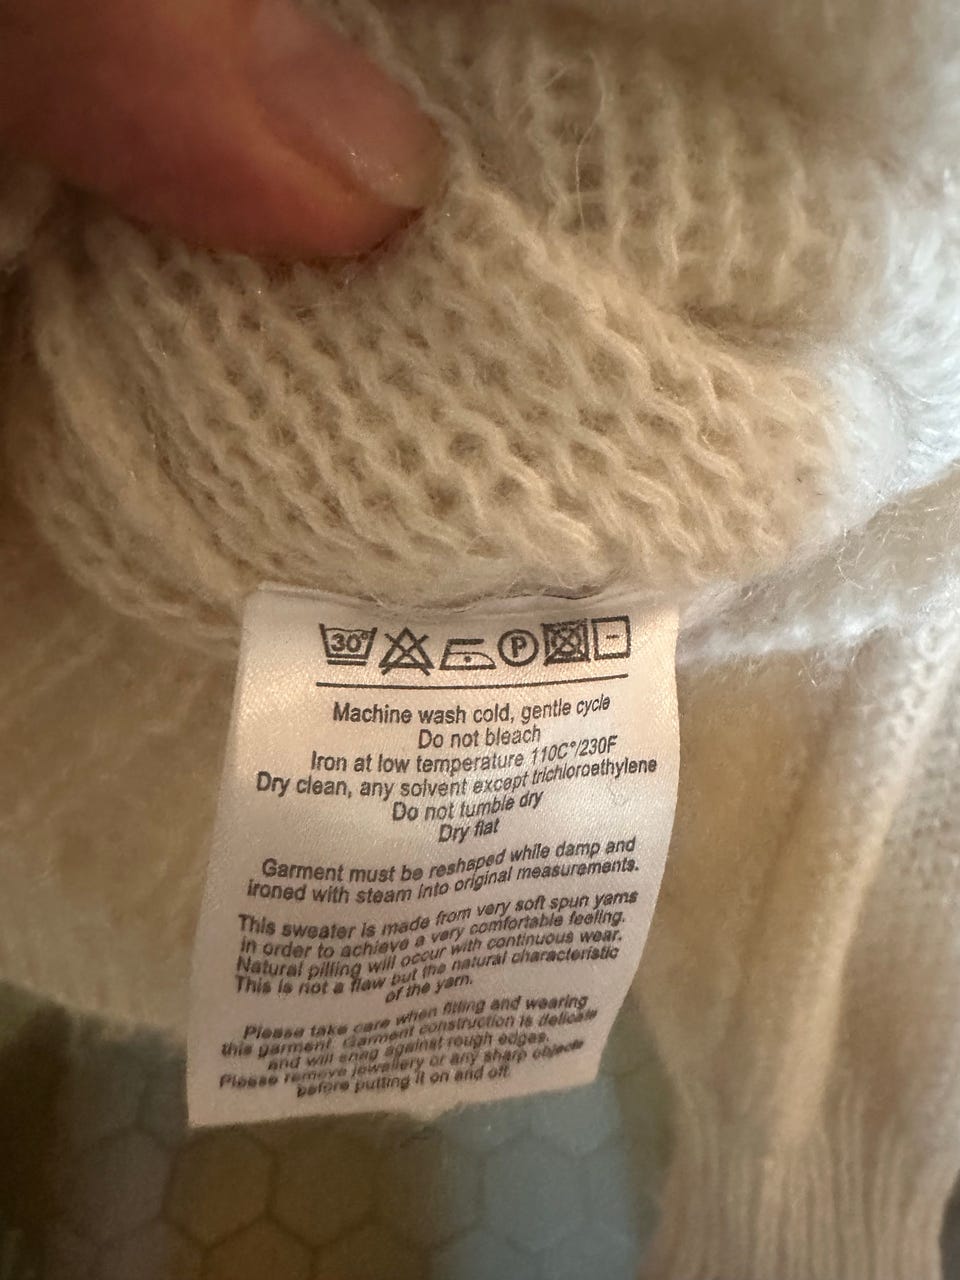 30°
P
Machine wash cold, gentle cycle
Do not bleach
Iron at low temperature 110C°/230F
Dry clean, any solvent except trichloroethylene
Do not tumble dry
Dry flat
Garment must be reshaped while damp and
ironed with steam into original measurements.
This sweater is made from very soft spun yarns
in order to achieve a very comfortable feeling.
Natural pilling will occur with continuous wear.
This is not a flaw but the natural characteristic
of the yarn.
Please take care when fitting and wearing
this garment. Garment construction is delicate
and will snag against rough edges.
Please remove jewellery or any sharp objects
before putting it on and off.